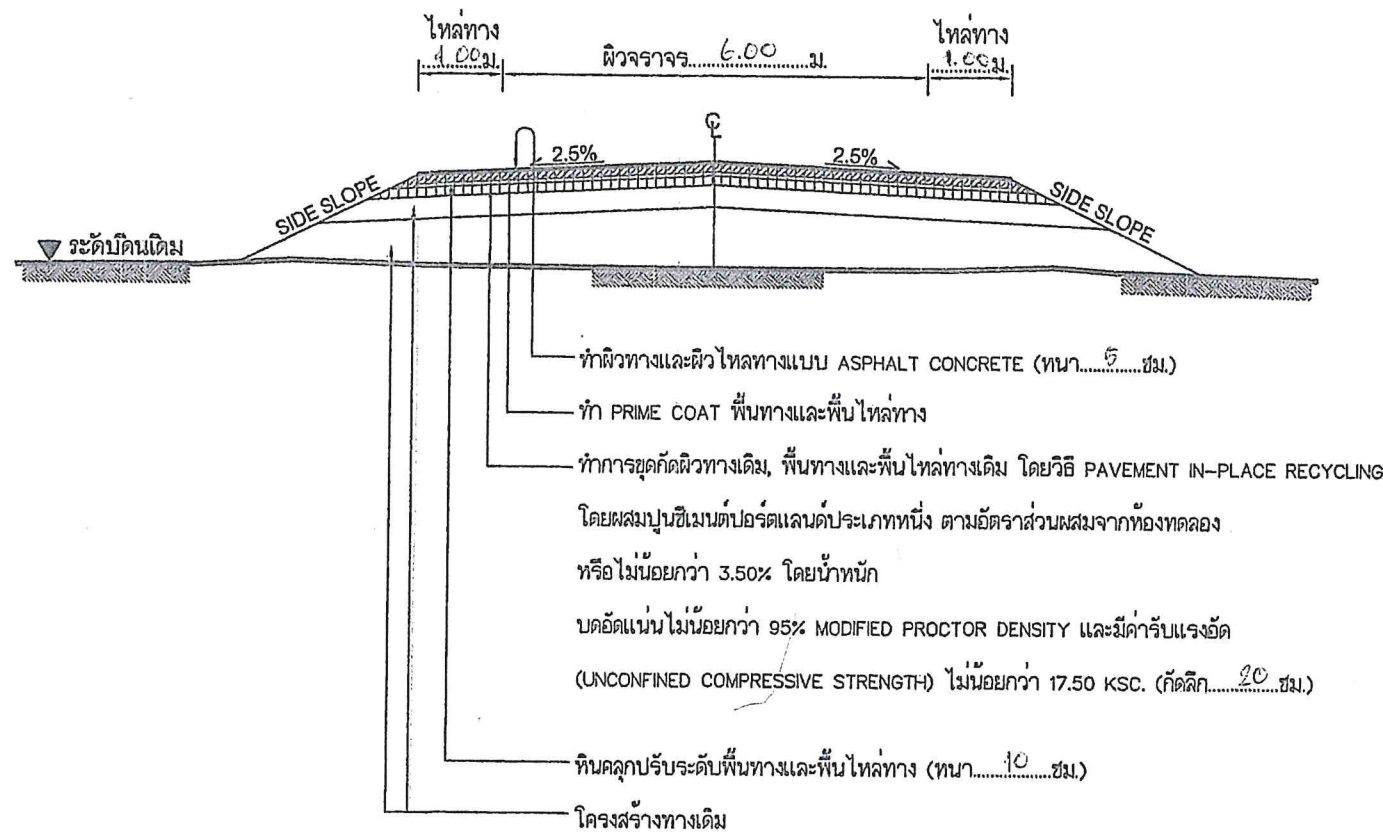 ไหล่ทาง
1.00 ม.
ผิวจราจร........6.00........ม.
ไหล่ทาง
1.00 ม.
℄
2.5%
2.5%
SIDE SLOPE
SIDE SLOPE
ระดับดินเดิม
ทำผิวทางและผิวไหล่ทางแบบ ASPHALT CONCRETE (หนา........5........ซม.)
ทำ PRIME COAT พื้นทางและพื้นไหล่ทาง
ทำการขุดกัดผิวทางเดิม, พื้นทางและพื้นไหล่ทางเดิม โดยวิธี PAVEMENT IN-PLACE RECYCLING
โดยผสมปูนซีเมนต์ปอร์ตแลนด์ประเภทหนึ่ง ตามอัตราส่วนผสมจากห้องทดลอง
หรือไม่น้อยกว่า 3.50% โดยน้ำหนัก
บดอัดแน่นไม่น้อยกว่า 95% MODIFIED PROCTOR DENSITY และมีค่ารับแรงอัด
(UNCONFINED COMPRESSIVE STRENGTH) ไม่น้อยกว่า 17.50 KSC. (กัดลึก........20........ซม.)
หินคลุกปรับระดับพื้นทางและพื้นไหล่ทาง (หนา........10........ซม.)
โครงสร้างทางเดิม